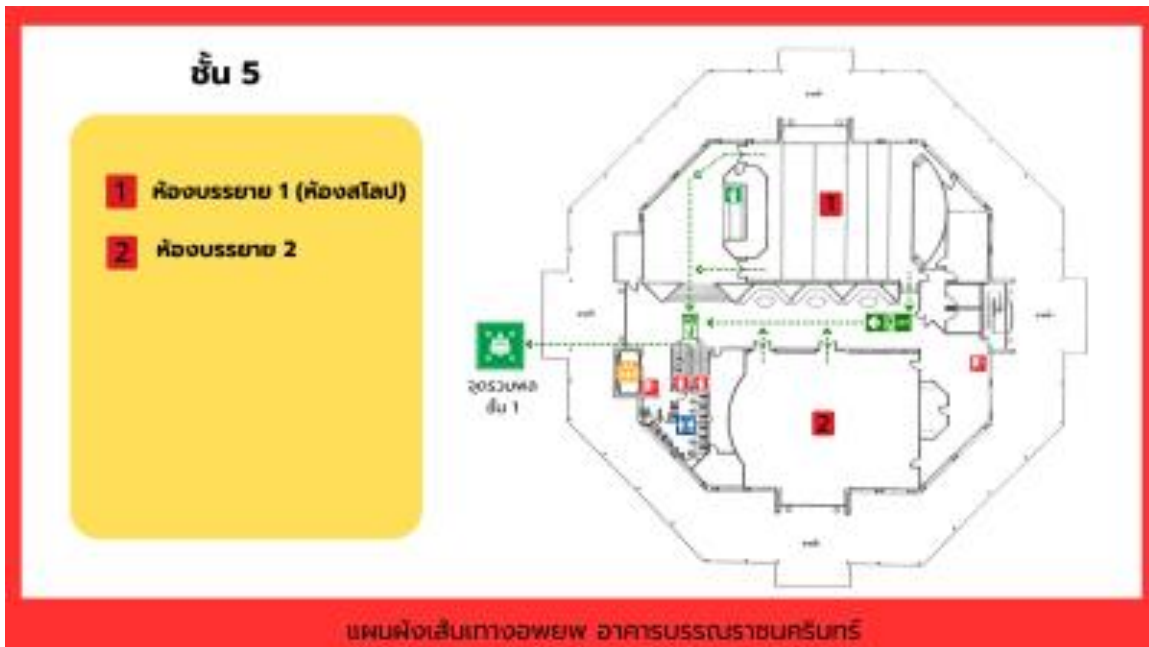 ชั้น 5
1 ห้องบรรยาย 1 (ห้องสโลป)
2 ห้องบรรยาย 2
1
2
จุดรวมพล
ชั้น 1
แผนผังเส้นทางอพยพ อาคารบรรณราชนครินทร์